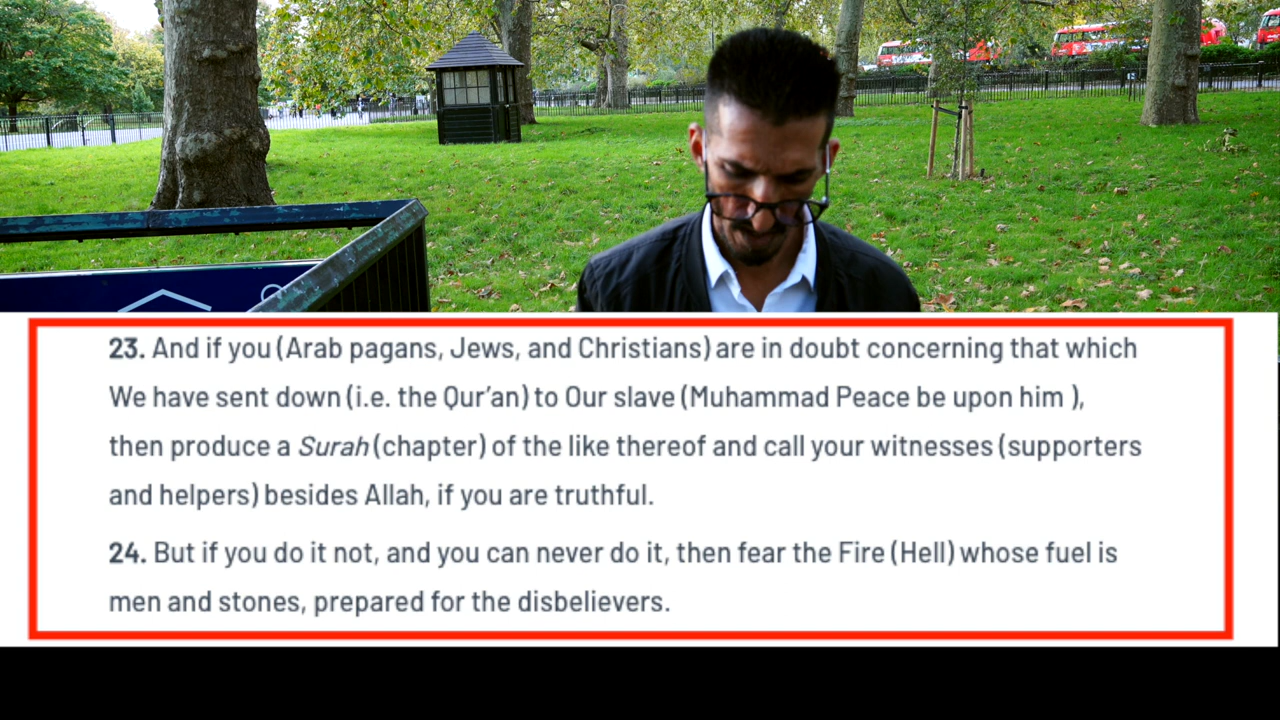 23. And if you (Arab pagans, Jews, and Christians) are in doubt concerning that which
We have sent down (i.e. the Qur’an) to Our slave (Muhammad Peace be upon him ),
then produce a Surah (chapter) of the like thereof and call your witnesses (supporters
and helpers) besides Allah, if you are truthful.
24. But if you do it not, and you can never do it, then fear the Fire (Hell) whose fuel is
men and stones, prepared for the disbelievers.